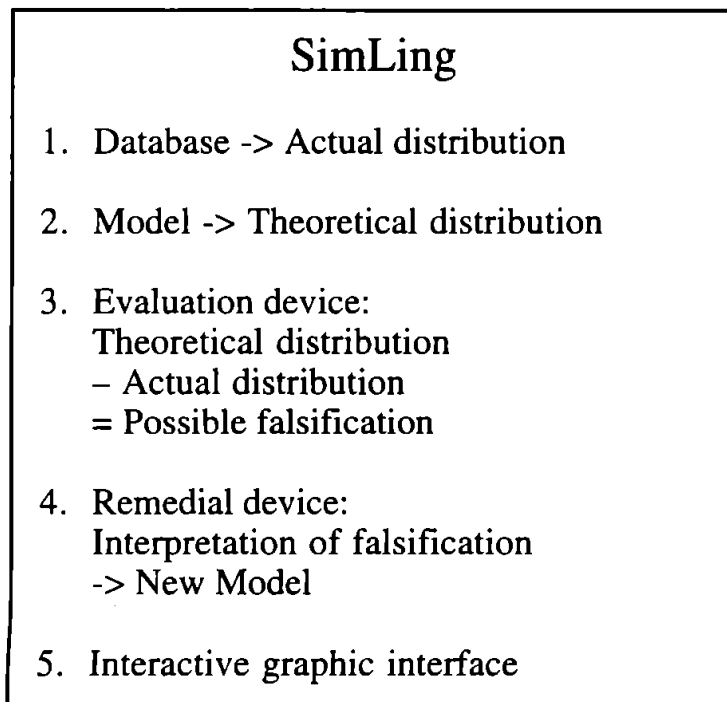 SimLing
1. Database -> Actual distribution
2. Model -> Theoretical distribution
3. Evaluation device:
Theoretical distribution
– Actual distribution
= Possible falsification
4. Remedial device:
Interpretation of falsification
-> New Model
5. Interactive graphic interface